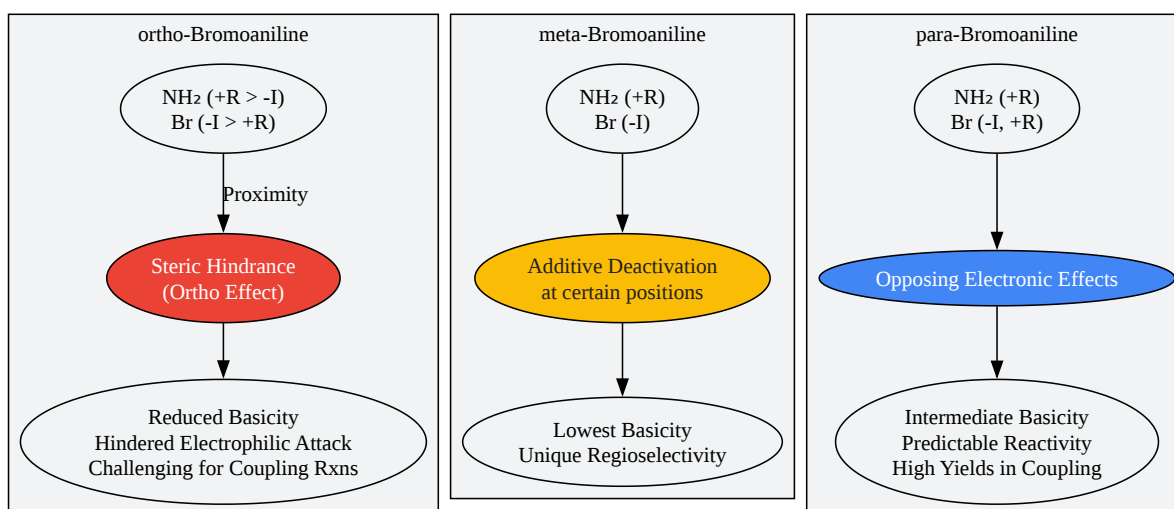 ortho-Bromoaniline
NH₂ (+R > -I)
Br (-I > +R)
Proximity
Steric Hindrance
(Ortho Effect)
Reduced Basicity
Hindered Electrophilic Attack
Challenging for Coupling Rxns
meta-Bromoaniline
NH₂ (+R)
Br (-I)
Additive Deactivation
at certain positions
Lowest Basicity
Unique Regioselectivity
para-Bromoaniline
NH₂ (+R)
Br (-I, +R)
Opposing Electronic Effects
Intermediate Basicity
Predictable Reactivity
High Yields in Coupling